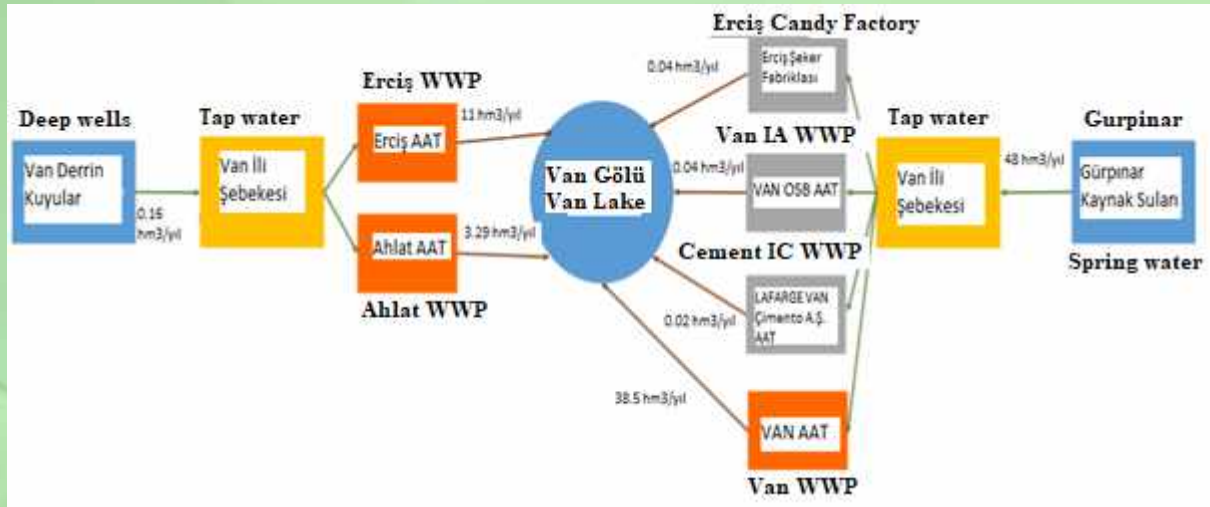 Erciş Candy Factory
Erciş Şeker
Fabriklası
0.04 hm3/yıl
Erciş WWP
Erciş AAT
11 hm3/yıl
Deep wells
Van Derrin
Kuyular
0.16
hm3/yıl
Tap water
Van İli
Şebekesi
Ahlat AAT
3.29 hm3/yıl
Ahlat WWP
Van Gölü
Van Lake
Van IA WWP
0.04 hm3/yıl
VAN OSB AAT
Cement IC WWP
LAFARGE VAN
Çimento A.Ş.
AAT
0.02 hm3/yıl
38.5 hm3/yıl
VAN AAT
Van WWP
Tap water
Van İli
Şebekesi
48 hm3/yıl
Gurpinar
Gürpınar
Kaynak Suları
Spring water